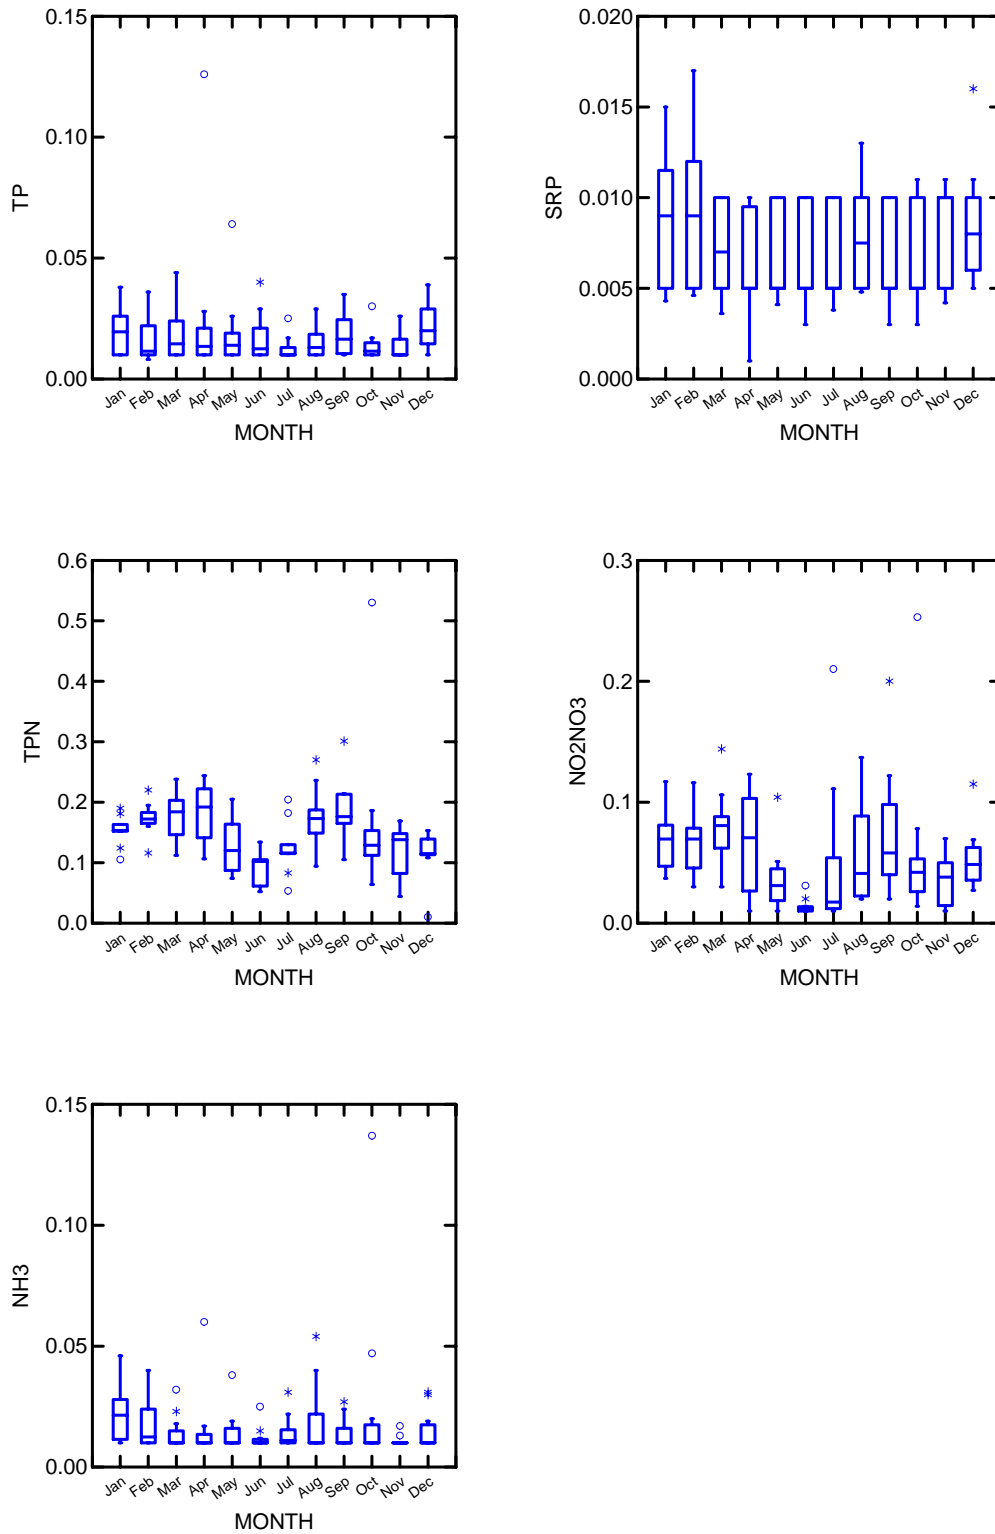 0.15
0.10
0.05
0.00
TP
Jan Feb Mar Apr May Jun Jul Aug Sep Oct Nov Dec
MONTH
0.020
0.015
0.010
0.005
0.000
SRP
Jan Feb Mar Apr May Jun Jul Aug Sep Oct Nov Dec
MONTH
0.6
0.5
0.4
0.3
0.2
0.1
0.0
TPN
Jan Feb Mar Apr May Jun Jul Aug Sep Oct Nov Dec
MONTH
0.3
0.2
0.1
0.0
NO2NO3
Jan Feb Mar Apr May Jun Jul Aug Sep Oct Nov Dec
MONTH
0.15
0.10
0.05
0.00
NH3
Jan Feb Mar Apr May Jun Jul Aug Sep Oct Nov Dec
MONTH